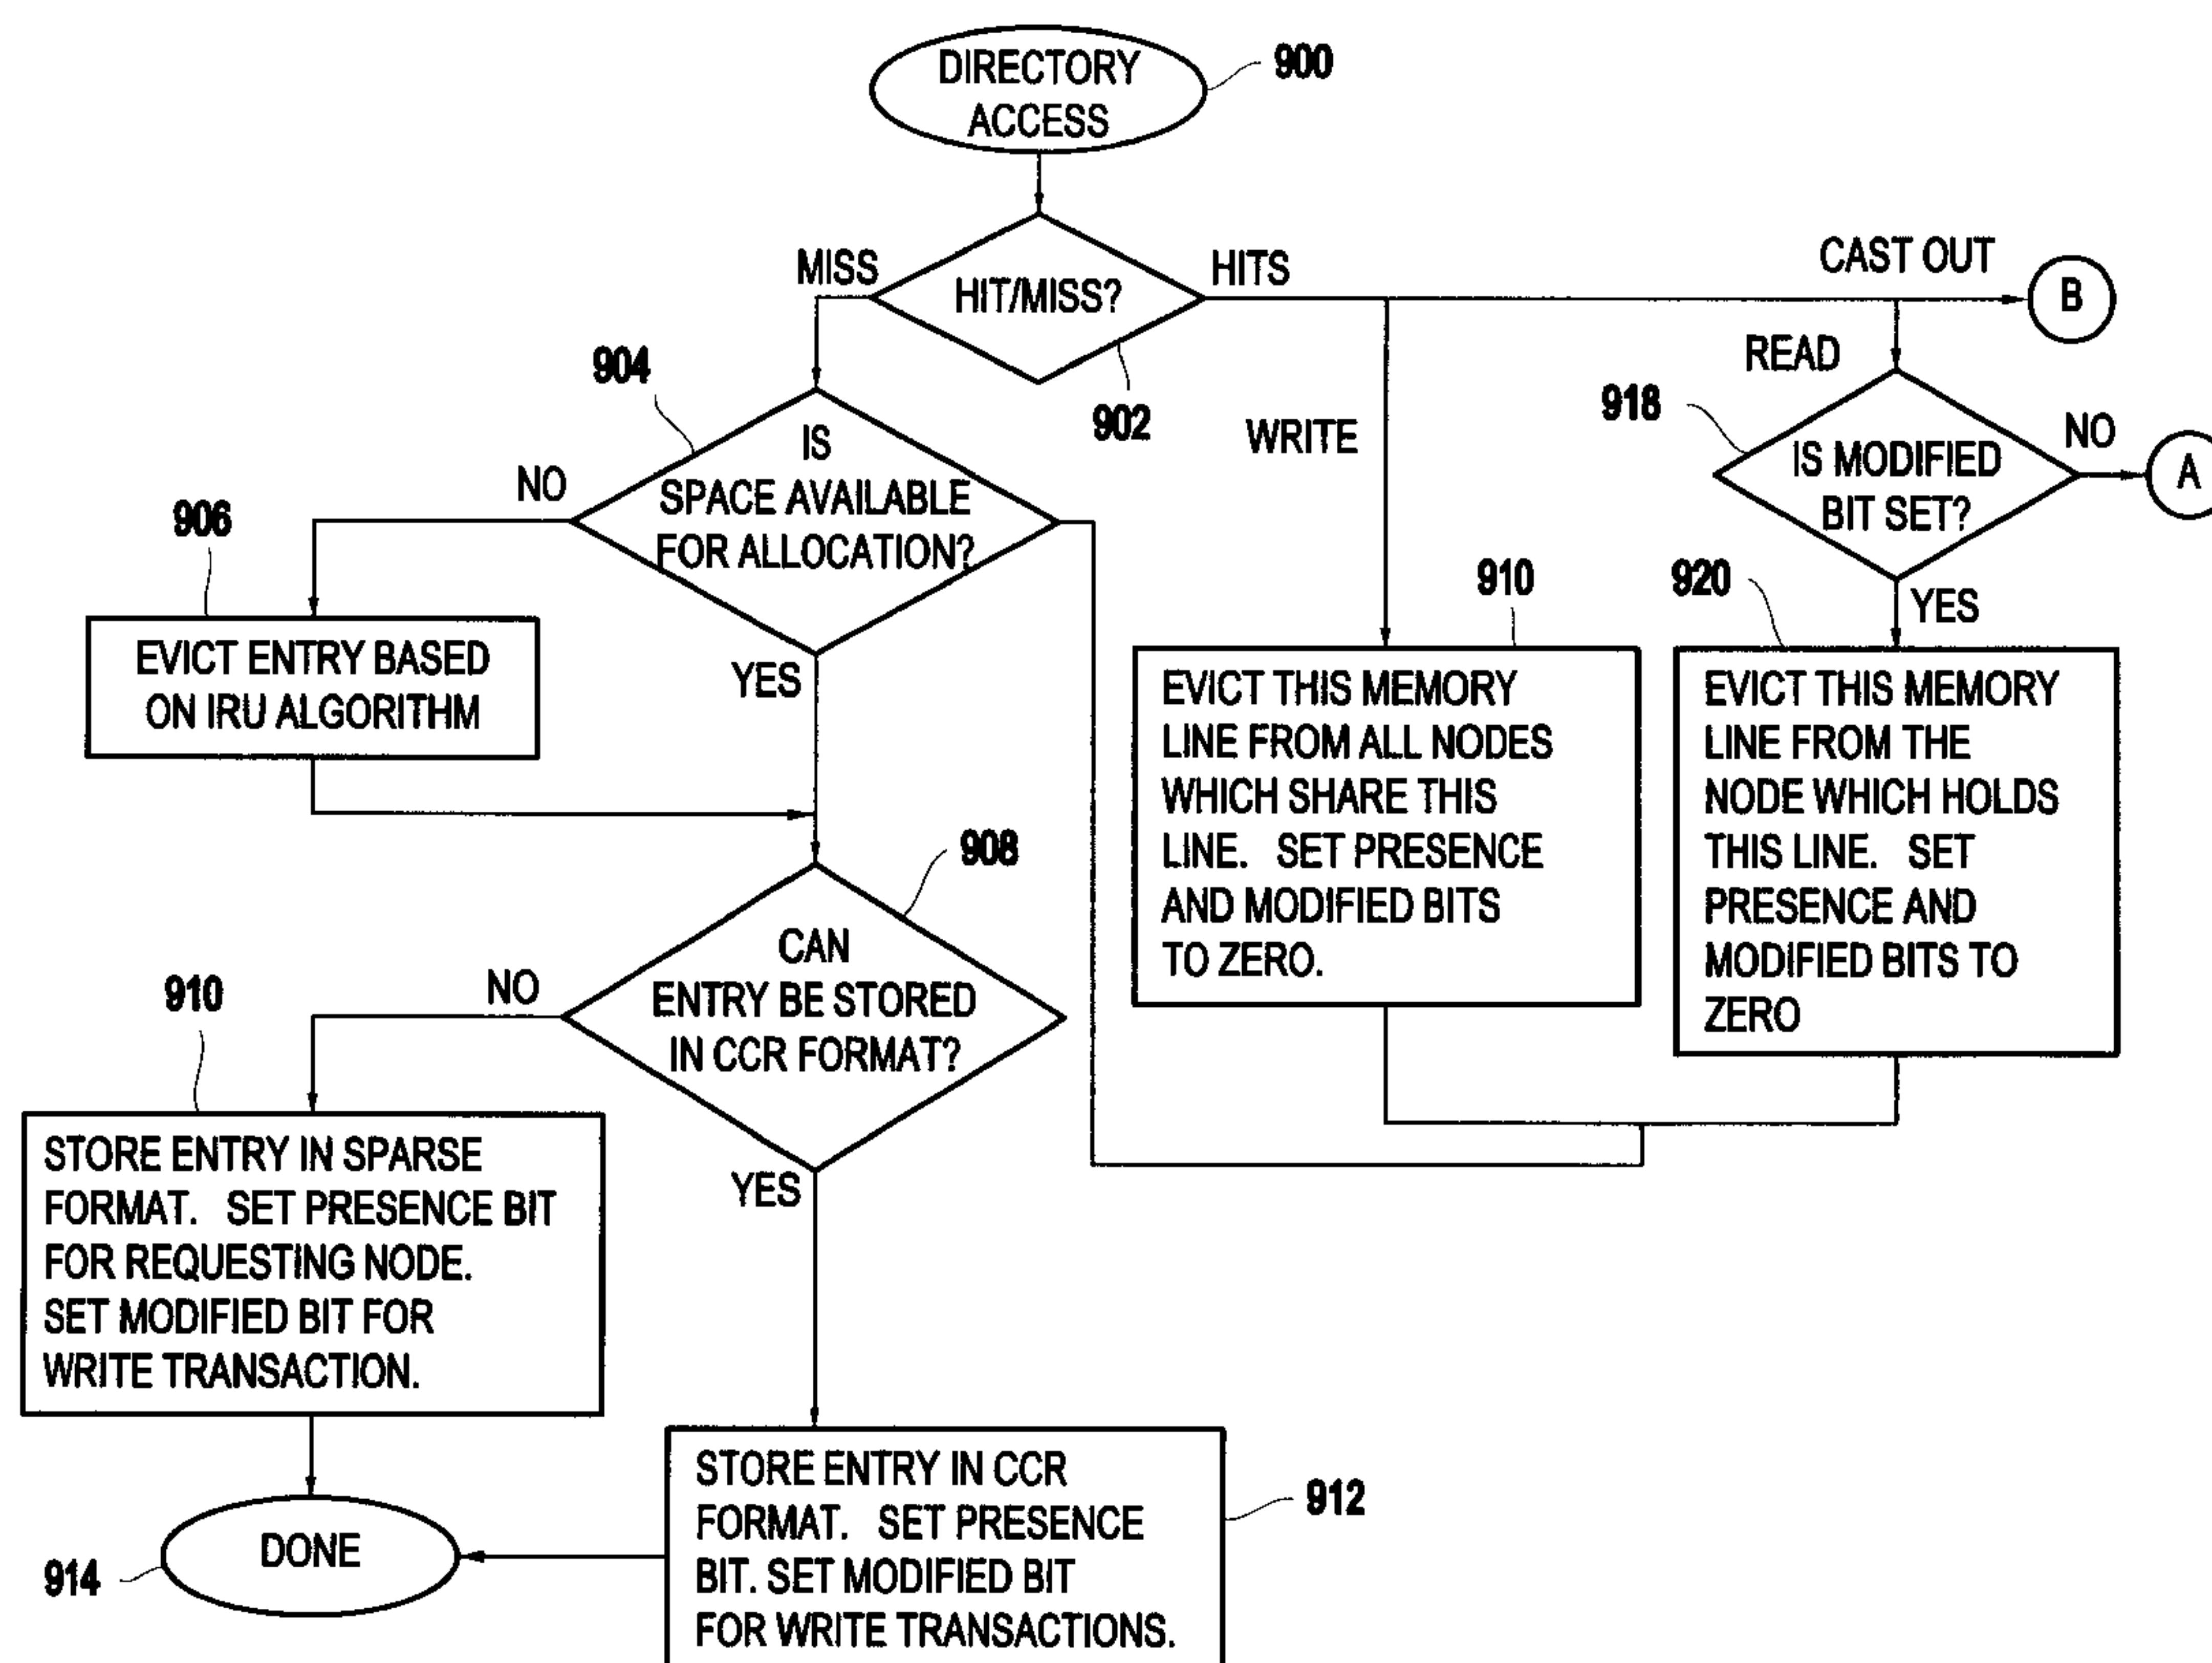 DIRECTORY
ACCESS
900
MISS
HIT/MISS?
HITS
902
CAST OUT
B
READ
WRITE
918
IS MODIFIED
BIT SET?
NO
A
YES
904
IS
SPACE AVAILABLE
FOR ALLOCATION?
NO
YES
906
EVICT ENTRY BASED
ON IRU ALGORITHM
910
EVICT THIS MEMORY
LINE FROM ALL NODES
WHICH SHARE THIS
LINE. SET PRESENCE
AND MODIFIED BITS
TO ZERO.
920
EVICT THIS MEMORY
LINE FROM THE
NODE WHICH HOLDS
THIS LINE. SET
PRESENCE AND
MODIFIED BITS TO
ZERO
908
CAN
ENTRY BE STORED
IN CCR FORMAT?
NO
YES
910
STORE ENTRY IN SPARSE
FORMAT. SET PRESENCE BIT
FOR REQUESTING NODE.
SET MODIFIED BIT FOR
WRITE TRANSACTION.
STORE ENTRY IN CCR
FORMAT. SET PRESENCE
BIT. SET MODIFIED BIT
FOR WRITE TRANSACTIONS.
912
DONE
914